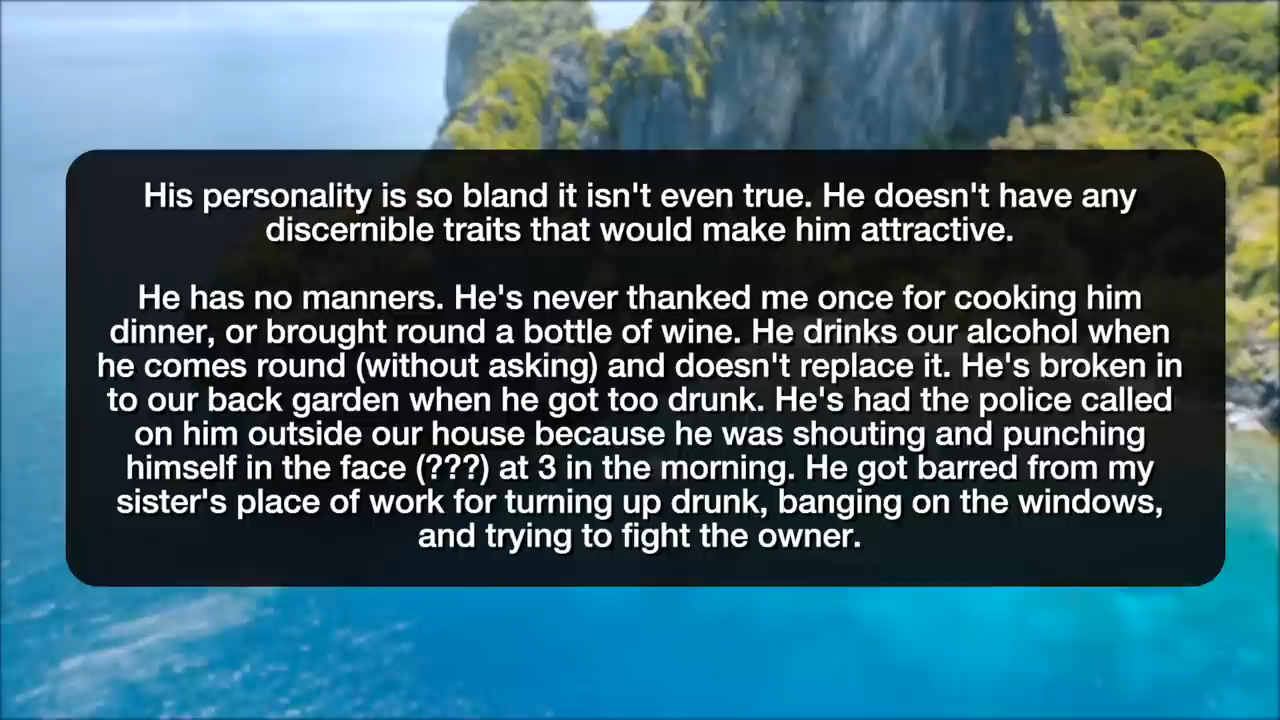 His personality is so bland it isn't even true. He doesn't have any
discernible traits that would make him attractive.
He has no manners. He's never thanked me once for cooking him
dinner, or brought round a bottle of wine. He drinks our alcohol when
he comes round (without asking) and doesn't replace it. He's broken in
to our back garden when he got too drunk. He's had the police called
on him outside our house because he was shouting and punching
himself in the face (???) at 3 in the morning. He got barred from my
sister's place of work for turning up drunk, banging on the windows,
and trying to fight the owner.